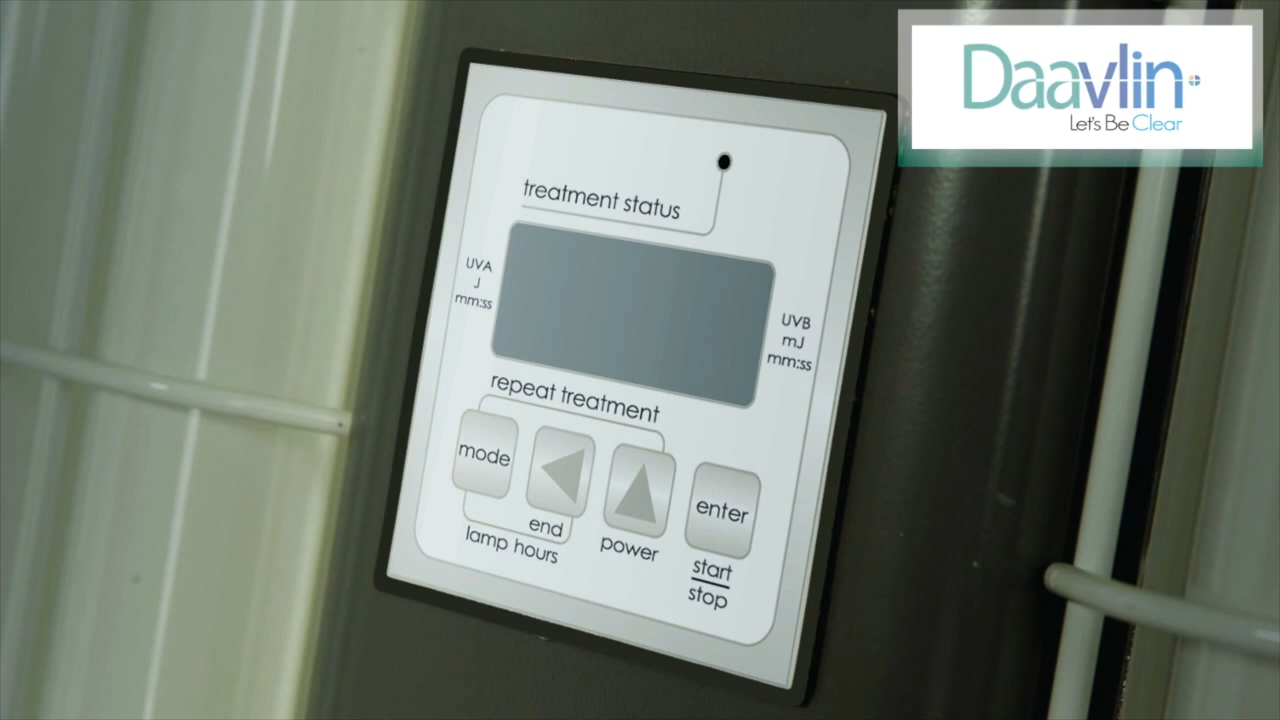 Daavlin
Let's Be Clear
treatment status
UVA
J
mm:ss
UVB
mJ
mm:ss
repeat treatment
mode
enter
end
lamp hours
power
start
stop